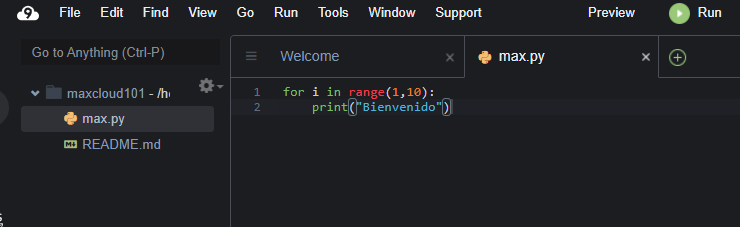 File Edit Find View Go Run Tools Window Support Preview Run
Go to Anything (Ctrl-P)
Welcome
max.py
maxcloud101 - /h
max.py
README.md
1 for i in range(1,10):
2 print("Bienvenido")